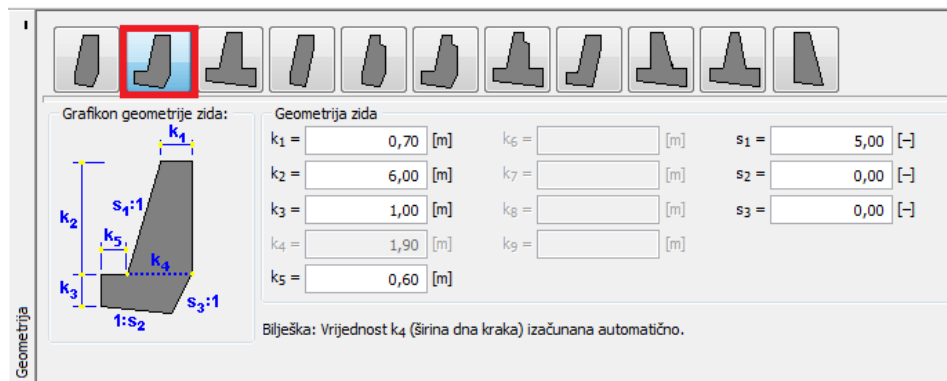 Grafikon geometrije zida:
k1
k2
s1:1
k5
k4
k3
s3:1
1:s2
Geometrija zida
k1 = 0,70 [m] k6 = [m] s1 = 5,00 [–]
k2 = 6,00 [m] k7 = [m] s2 = 0,00 [–]
k3 = 1,00 [m] k8 = [m] s3 = 0,00 [–]
k4 = 1,90 [m] k9 = [m]
k5 = 0,60 [m]
Bilješka: Vrijednost k4 (širina dna kraka) izačunana automatično.
Geometrija